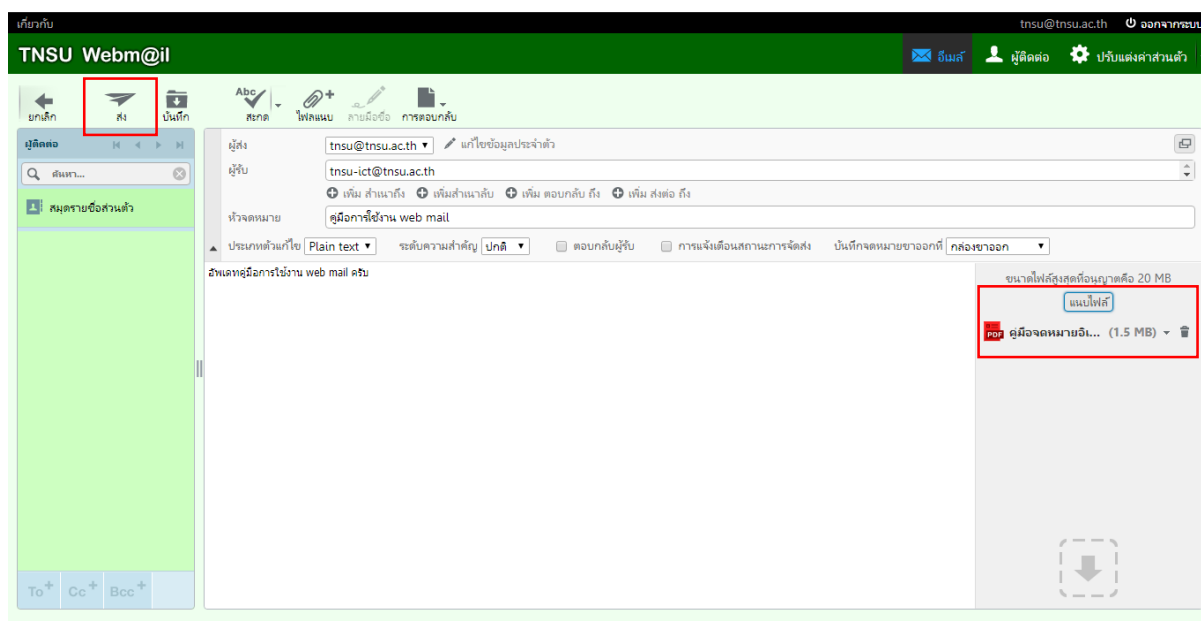 เกี่ยวกับ tnsu@tnsu.ac.th ออกจากระบบ
TNSU Webm@il อีเมล์ ผู้ติดต่อ ปรับแต่งค่าส่วนตัว
ยกเลิก ส่ง บันทึก Abc สะกด ไฟล์แนบ ลายมือชื่อ การตอบกลับ
ผู้ติดต่อ
ค้นหา...
สมุดรายชื่อส่วนตัว
ผู้ส่ง tnsu@tnsu.ac.th แก้ไขข้อมูลประจำตัว
ผู้รับ tnsu-ict@tnsu.ac.th
เพิ่ม สำเนาถึง เพิ่มสำเนาลับ เพิ่ม ตอบกลับ ถึง เพิ่ม ส่งต่อ ถึง
หัวจดหมาย คู่มือการใช้งาน web mail
ประเภทตัวแก้ไข Plain text ระดับความสำคัญ ปกติ ตอบกลับผู้รับ การแจ้งเตือนสถานะการจัดส่ง บันทึกจดหมายขาออกที่ กล่องขาออก
อัพเดทคู่มือการใช้งาน web mail ครับ
ขนาดไฟล์สูงสุดที่อนุญาตคือ 20 MB
แนบไฟล์
PDF คู่มือจดหมายอิเ... (1.5 MB)
To+ Cc+ Bcc+